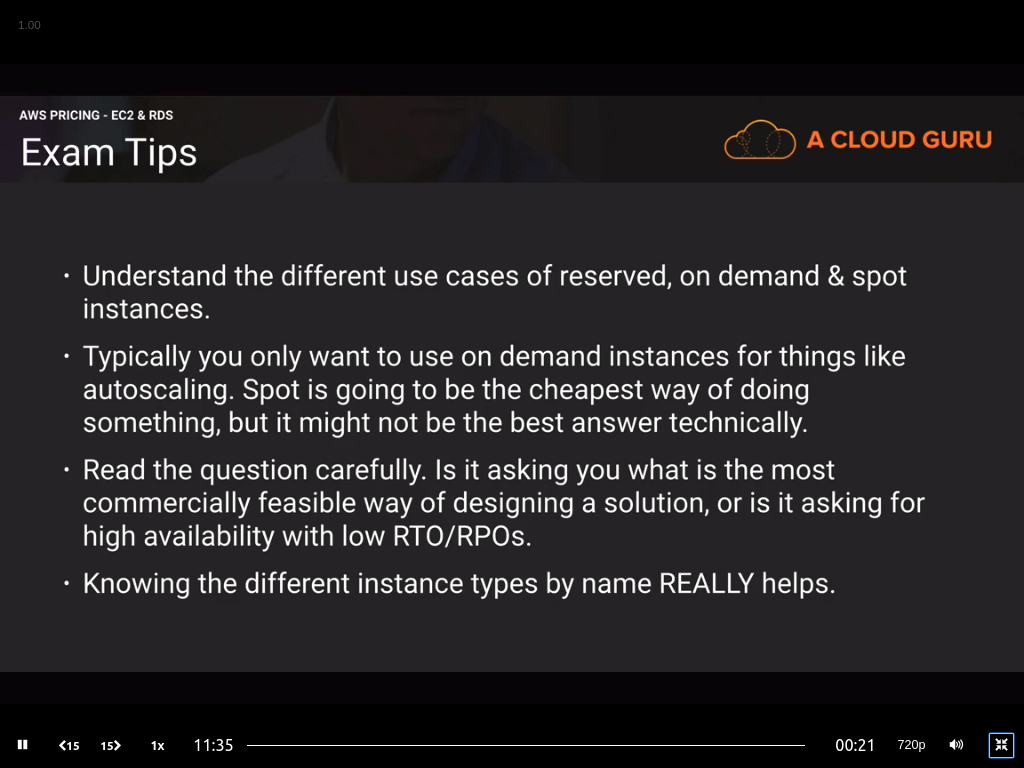 1.00
AWS PRICING - EC2 & RDS
Exam Tips
A CLOUD GURU
• Understand the different use cases of reserved, on demand & spot
instances.
• Typically you only want to use on demand instances for things like
autoscaling. Spot is going to be the cheapest way of doing
something, but it might not be the best answer technically.
• Read the question carefully. Is it asking you what is the most
commercially feasible way of designing a solution, or is it asking for
high availability with low RTO/RPOs.
• Knowing the different instance types by name REALLY helps.
15 15 1x 11:35 00:21 720p